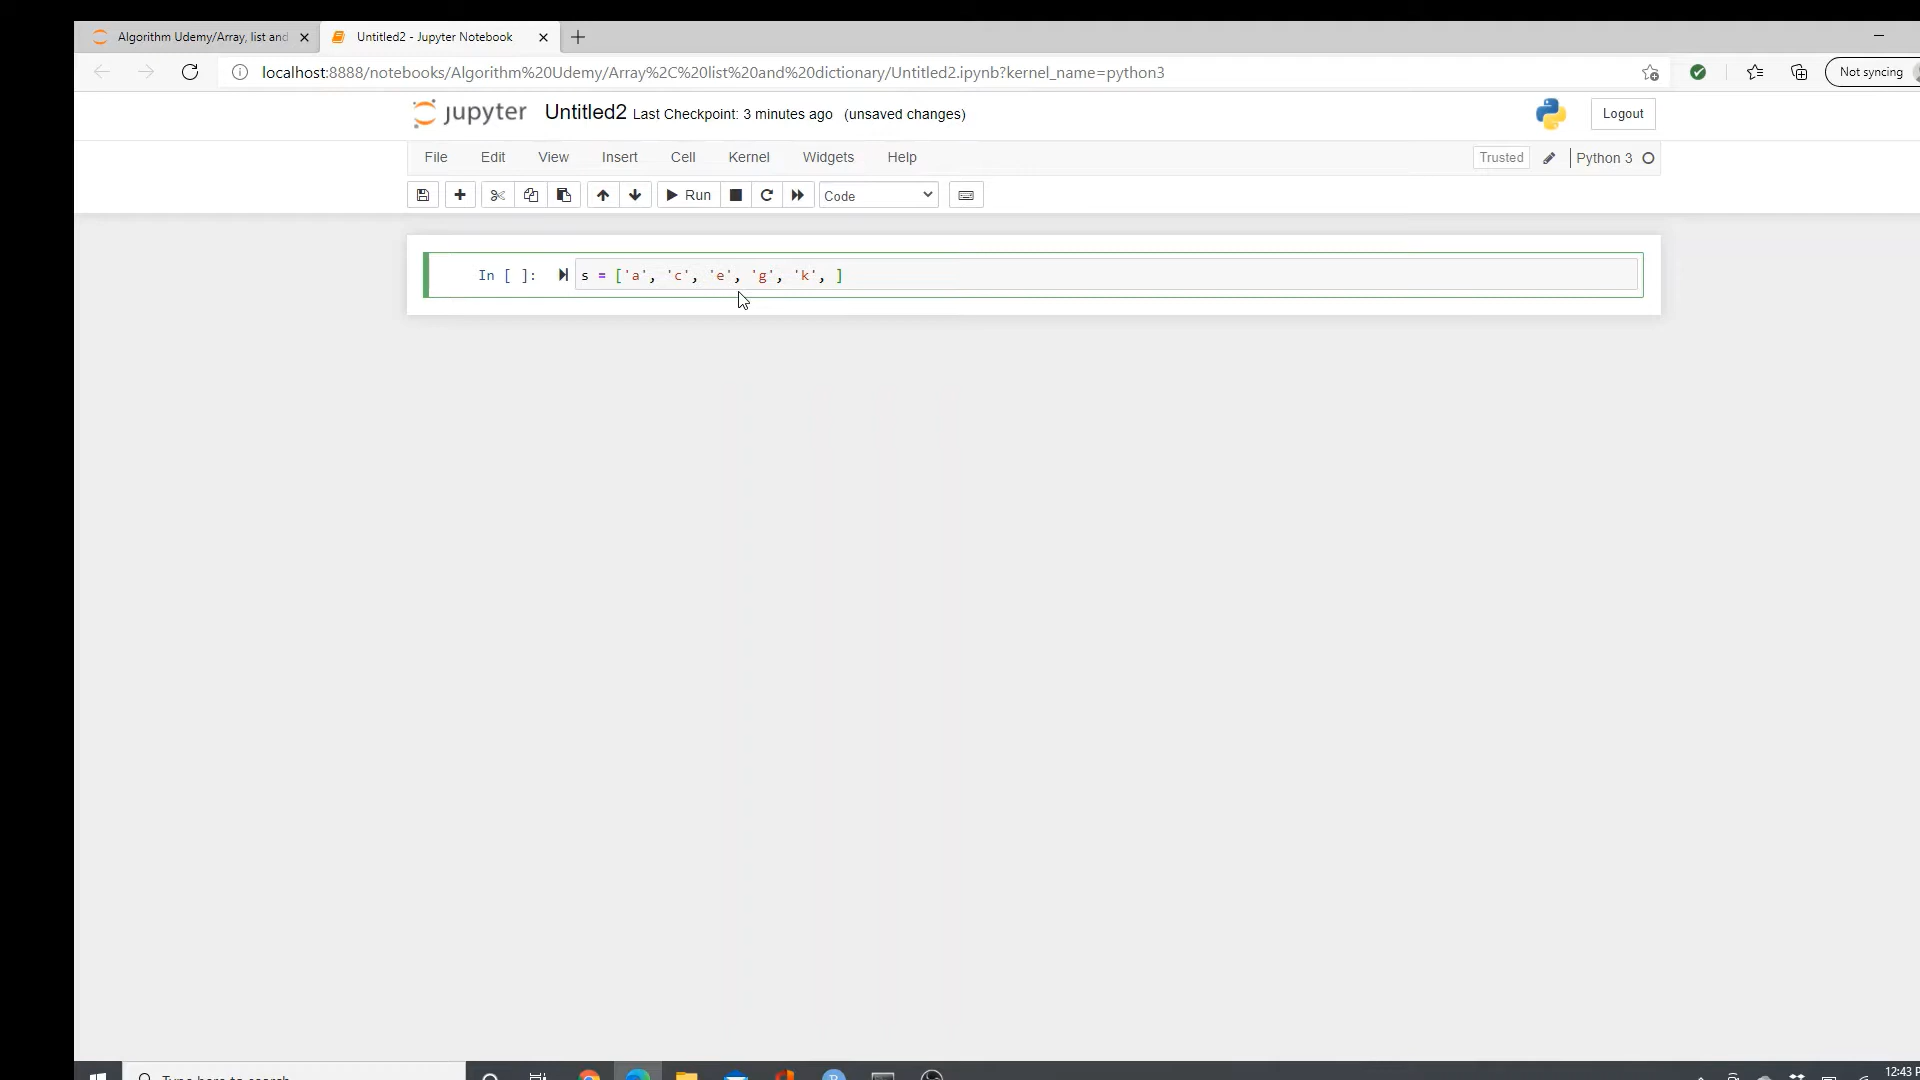 Algorithm Udemy/Array, list and
Untitled2 - Jupyter Notebook
localhost:8888/notebooks/Algorithm%20Udemy/Array%2C%20list%20and%20dictionary/Untitled2.ipynb?kernel_name=python3
Not syncing
jupyter Untitled2 Last Checkpoint: 3 minutes ago (unsaved changes)
Logout
File Edit View Insert Cell Kernel Widgets Help
Trusted Python 3
Run Code
In [ ]: s = ['a', 'c', 'e', 'g', 'k', ]
12:43 P